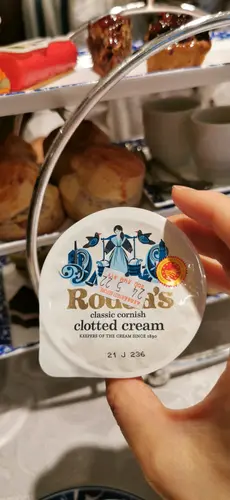 Rodda's
classic cornish
clotted cream
KEEPERS OF THE CREAM SINCE 1890
21 J 236